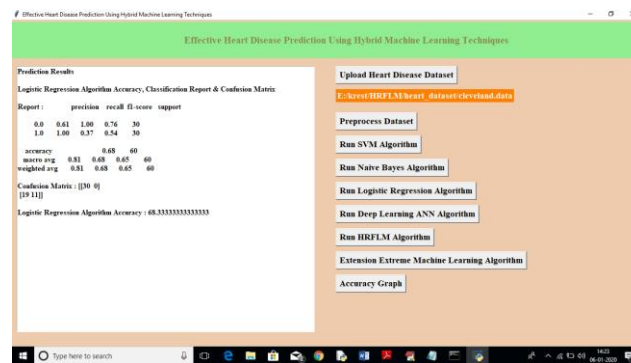 Effective Heart Disease Prediction Using Hybrid Machine Learning Techniques
Effective Heart Disease Prediction Using Hybrid Machine Learning Techniques
Prediction Results
Logistic Regression Algorithm Accuracy, Classification Report & Confusion Matrix
Report : precision recall f1-score support
0.0 0.61 1.00 0.76 30
1.0 1.00 0.37 0.54 30
accuracy 0.68 60
macro avg 0.81 0.68 0.65 60
weighted avg 0.81 0.68 0.65 60
Confusion Matrix : [[30 0]
[19 11]]
Logistic Regression Algorithm Accuracy : 68.33333333333333
Upload Heart Disease Dataset
E:/krest/HRFLM/heart_dataset/cleveland.data
Preprocess Dataset
Run SVM Algorithm
Run Naive Bayes Algorithm
Run Logistic Regression Algorithm
Run Deep Learning ANN Algorithm
Run HRFLM Algorithm
Extension Extreme Machine Learning Algorithm
Accuracy Graph
Type here to search
14:23
06-01-2020